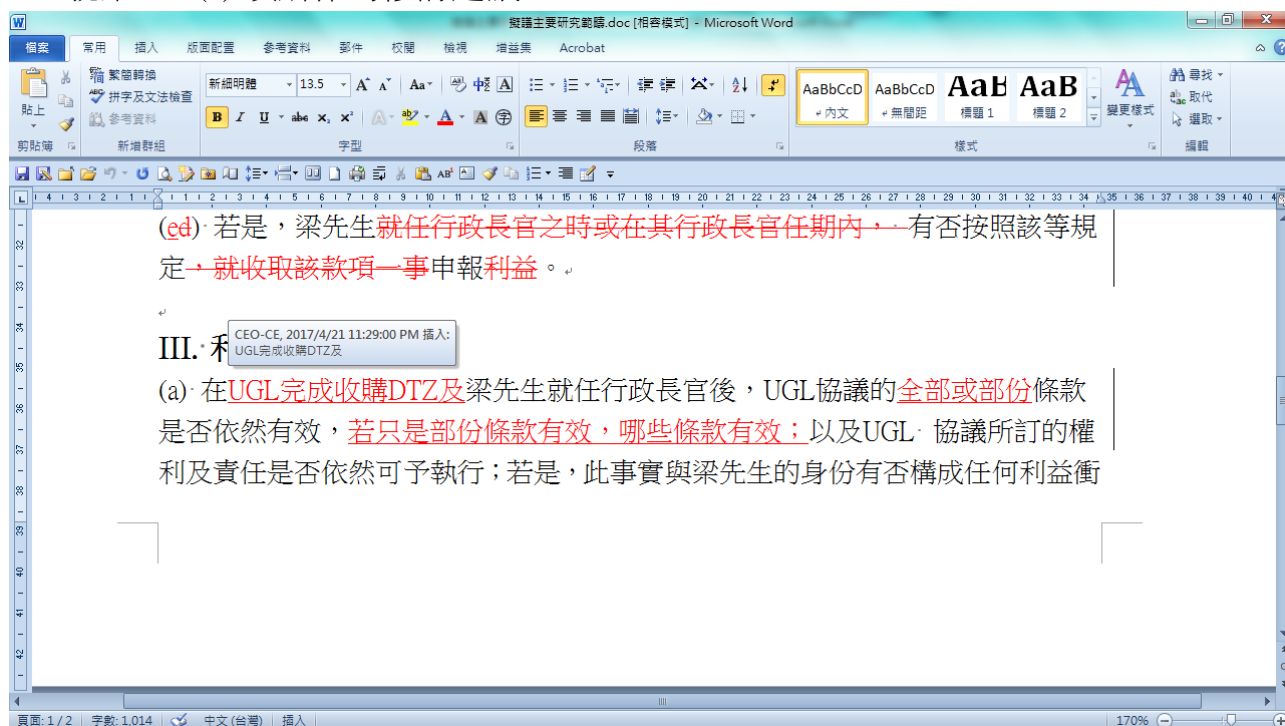 擬議主要研究範疇.doc [相容模式] - Microsoft Word
檔案 常用 插入 版面配置 參考資料 郵件 校閱 檢視 增益集 Acrobat
貼上
繁簡轉換
拼字及文法檢查
參考資料
新細明體 13.5
AaBbCcD AaBbCcD AaB AaB
內文 無間距 標題 1 標題 2
變更樣式
尋找
取代
選取
剪貼簿 新增群組 字型 段落 樣式 編輯
(ed) 若是，梁先生就任行政長官之時或在其行政長官任期內，有否按照該等規
定，就收取該款項一事申報利益。
CEO-CE, 2017/4/21 11:29:00 PM 插入:
UGL完成收購DTZ及
III. 利
(a) 在UGL完成收購DTZ及梁先生就任行政長官後，UGL協議的全部或部份條款
是否依然有效，若只是部份條款有效，哪些條款有效；以及UGL 協議所訂的權
利及責任是否依然可予執行；若是，此事實與梁先生的身份有否構成任何利益衝
頁面: 1 / 2 字數: 1,014 中文 (台灣) 插入 170%